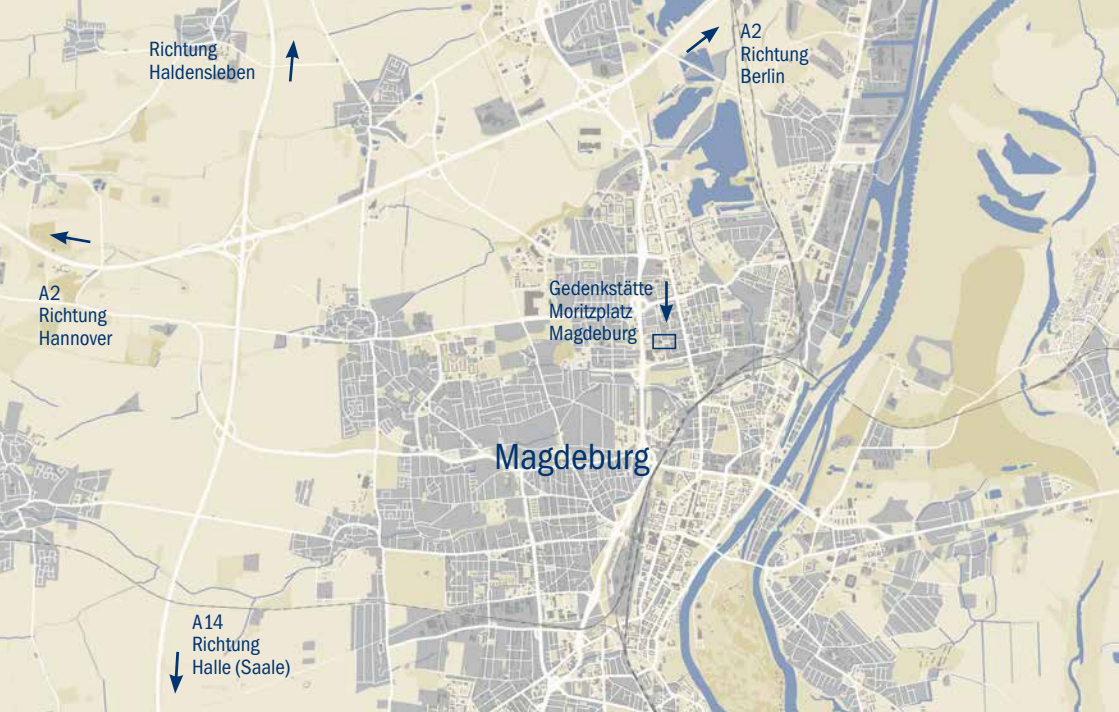 A2
Richtung
Berlin
Richtung
Haldensleben
A2
Richtung
Hannover
Gedenkstätte
Moritzplatz
Magdeburg
Magdeburg
A14
Richtung
Halle (Saale)